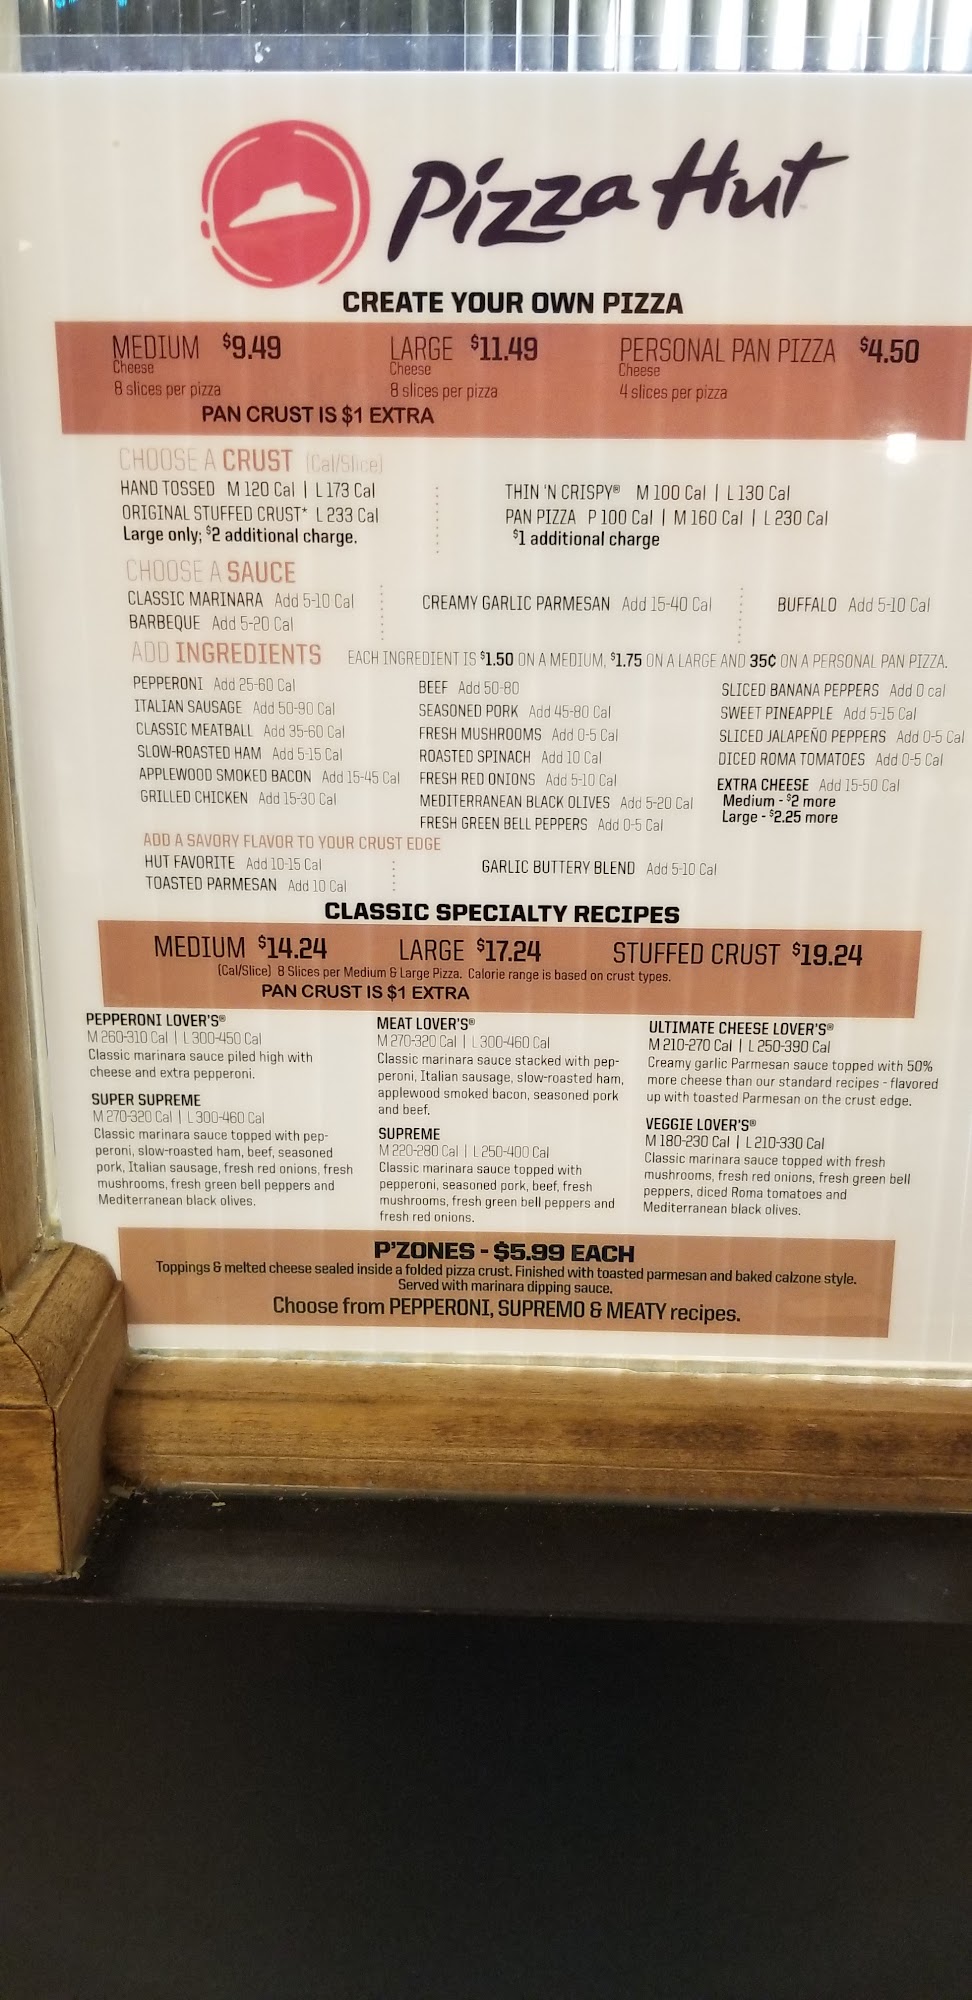 Pizza Hut
CREATE YOUR OWN PIZZA
MEDIUM $9.49
Cheese
8 slices per pizza
LARGE $11.49
Cheese
8 slices per pizza
PERSONAL PAN PIZZA $4.50
Cheese
4 slices per pizza
PAN CRUST IS $1 EXTRA
CHOOSE A CRUST (Cal/Slice)
HAND TOSSED M 120 Cal | L 173 Cal
ORIGINAL STUFFED CRUST* L 233 Cal
Large only; $2 additional charge.
THIN 'N CRISPY® M 100 Cal | L 130 Cal
PAN PIZZA P 100 Cal | M 160 Cal | L 230 Cal
$1 additional charge
CHOOSE A SAUCE
CLASSIC MARINARA Add 5-10 Cal
BARBEQUE Add 5-20 Cal
CREAMY GARLIC PARMESAN Add 15-40 Cal
BUFFALO Add 5-10 Cal
ADD INGREDIENTS EACH INGREDIENT IS $1.50 ON A MEDIUM, $1.75 ON A LARGE AND 35¢ ON A PERSONAL PAN PIZZA.
PEPPERONI Add 25-60 Cal
ITALIAN SAUSAGE Add 50-90 Cal
CLASSIC MEATBALL Add 35-60 Cal
SLOW-ROASTED HAM Add 5-15 Cal
APPLEWOOD SMOKED BACON Add 15-45 Cal
GRILLED CHICKEN Add 15-30 Cal
BEEF Add 50-80
SEASONED PORK Add 45-80 Cal
FRESH MUSHROOMS Add 0-5 Cal
ROASTED SPINACH Add 10 Cal
FRESH RED ONIONS Add 5-10 Cal
MEDITERRANEAN BLACK OLIVES Add 5-20 Cal
FRESH GREEN BELL PEPPERS Add 0-5 Cal
SLICED BANANA PEPPERS Add 0 cal
SWEET PINEAPPLE Add 5-15 Cal
SLICED JALAPEÑO PEPPERS Add 0-5 Cal
DICED ROMA TOMATOES Add 0-5 Cal
EXTRA CHEESE Add 15-50 Cal
Medium - $2 more
Large - $2.25 more
ADD A SAVORY FLAVOR TO YOUR CRUST EDGE
HUT FAVORITE Add 10-15 Cal
TOASTED PARMESAN Add 10 Cal
GARLIC BUTTERY BLEND Add 5-10 Cal
CLASSIC SPECIALTY RECIPES
MEDIUM $14.24 LARGE $17.24 STUFFED CRUST $19.24
(Cal/Slice) 8 Slices per Medium & Large Pizza. Calorie range is based on crust types.
PAN CRUST IS $1 EXTRA
PEPPERONI LOVER'S®
M 260-310 Cal | L 300-450 Cal
Classic marinara sauce piled high with
cheese and extra pepperoni.
SUPER SUPREME
M 270-320 Cal | L 300-460 Cal
Classic marinara sauce topped with pep-
peroni, slow-roasted ham, beef, seasoned
pork, Italian sausage, fresh red onions, fresh
mushrooms, fresh green bell peppers and
Mediterranean black olives.
MEAT LOVER'S®
M 270-320 Cal | L 300-460 Cal
Classic marinara sauce stacked with pep-
peroni, Italian sausage, slow-roasted ham,
applewood smoked bacon, seasoned pork
and beef.
SUPREME
M 220-280 Cal | L 250-400 Cal
Classic marinara sauce topped with
pepperoni, seasoned pork, beef, fresh
mushrooms, fresh green bell peppers and
fresh red onions.
ULTIMATE CHEESE LOVER'S®
M 210-270 Cal | L 250-390 Cal
Creamy garlic Parmesan sauce topped with 50%
more cheese than our standard recipes - flavored
up with toasted Parmesan on the crust edge.
VEGGIE LOVER'S®
M 180-230 Cal | L 210-330 Cal
Classic marinara sauce topped with fresh
mushrooms, fresh red onions, fresh green bell
peppers, diced Roma tomatoes and
Mediterranean black olives.
P'ZONES - $5.99 EACH
Toppings & melted cheese sealed inside a folded pizza crust. Finished with toasted parmesan and baked calzone style.
Served with marinara dipping sauce.
Choose from PEPPERONI, SUPREMO & MEATY recipes.